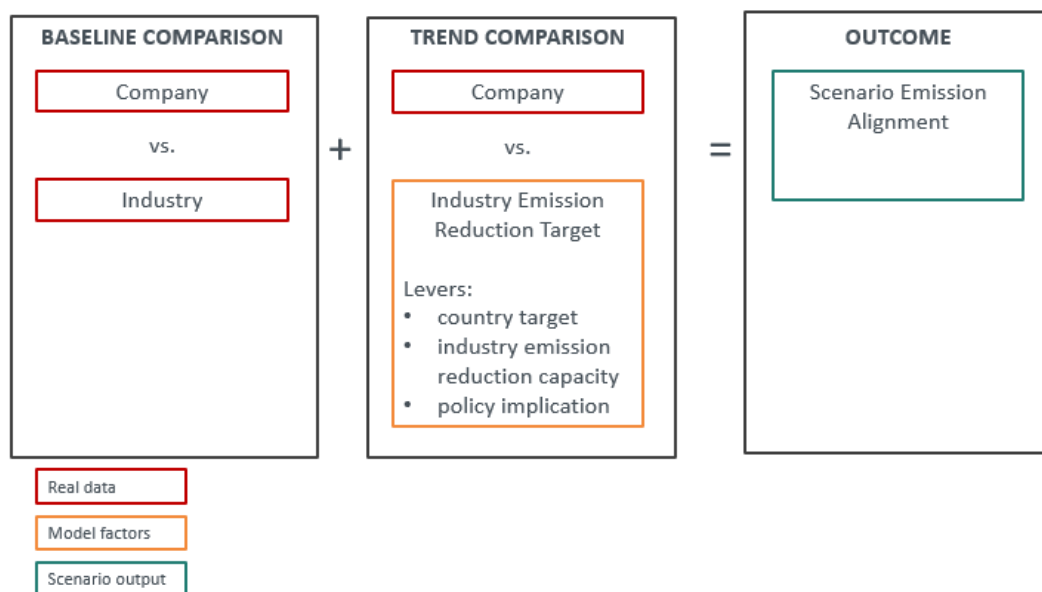 BASELINE COMPARISON
Company
vs.
Industry
+
TREND COMPARISON
Company
vs.
Industry Emission
Reduction Target
Levers:
• country target
• industry emission
reduction capacity
• policy implication
=
OUTCOME
Scenario Emission
Alignment
Real data
Model factors
Scenario output